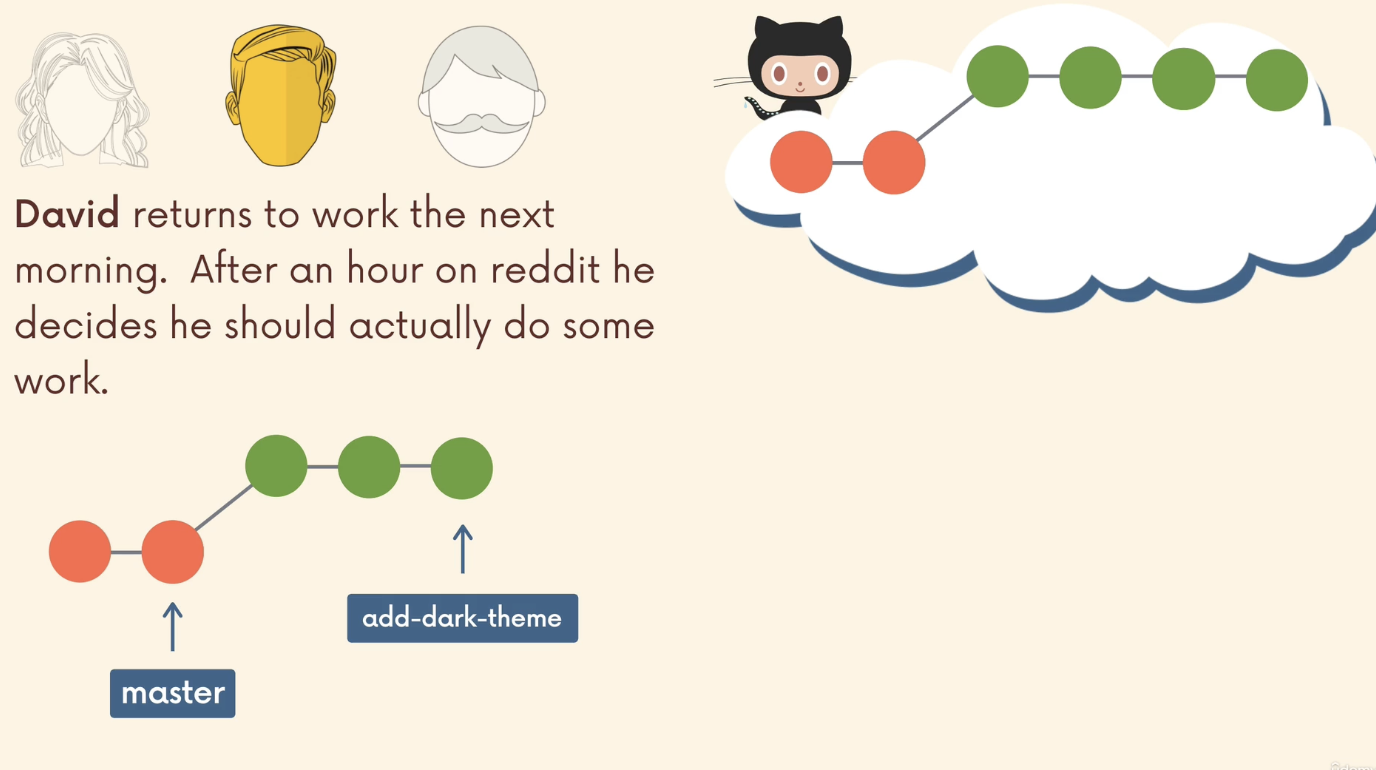 David returns to work the next
morning. After an hour on reddit he
decides he should actually do some
work.
add-dark-theme
master